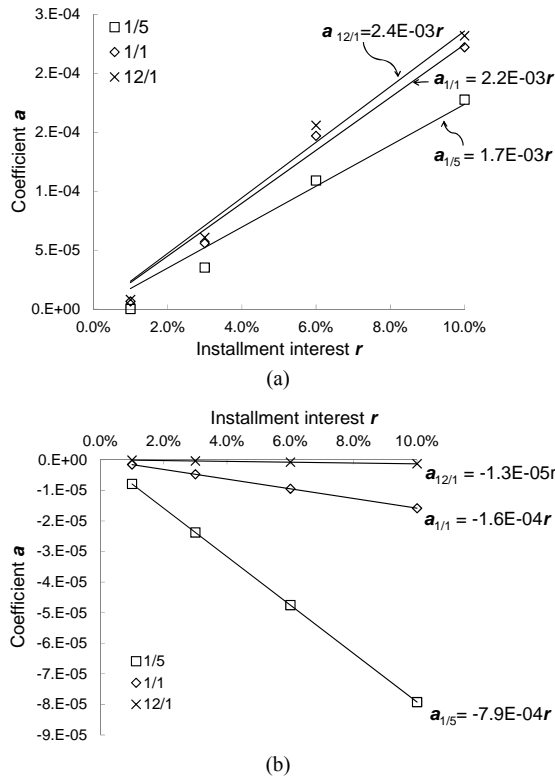 3.E-04
2.E-04
2.E-04
1.E-04
5.E-05
0.E+00
Coefficient a
1/5
1/1
12/1
a 12/1=2.4E-03r
a1/1 = 2.2E-03r
a1/5 = 1.7E-03r
0.0% 2.0% 4.0% 6.0% 8.0% 10.0%
Installment interest r
(a)
Installment interest r
0.0% 2.0% 4.0% 6.0% 8.0% 10.0%
0.E+00
-1.E-05
-2.E-05
-3.E-05
-4.E-05
-5.E-05
-6.E-05
-7.E-05
-8.E-05
-9.E-05
Coefficient a
a12/1 = -1.3E-05r
a1/1 = -1.6E-04r
1/5
1/1
12/1
a1/5 = -7.9E-04r
(b)